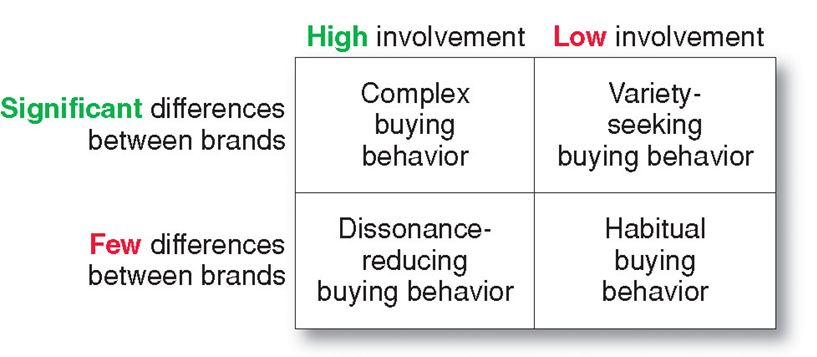 High involvement Low involvement
Significant differences
between brands
Complex
buying
behavior
Variety-
seeking
buying behavior
Few differences
between brands
Dissonance-
reducing
buying behavior
Habitual
buying
behavior